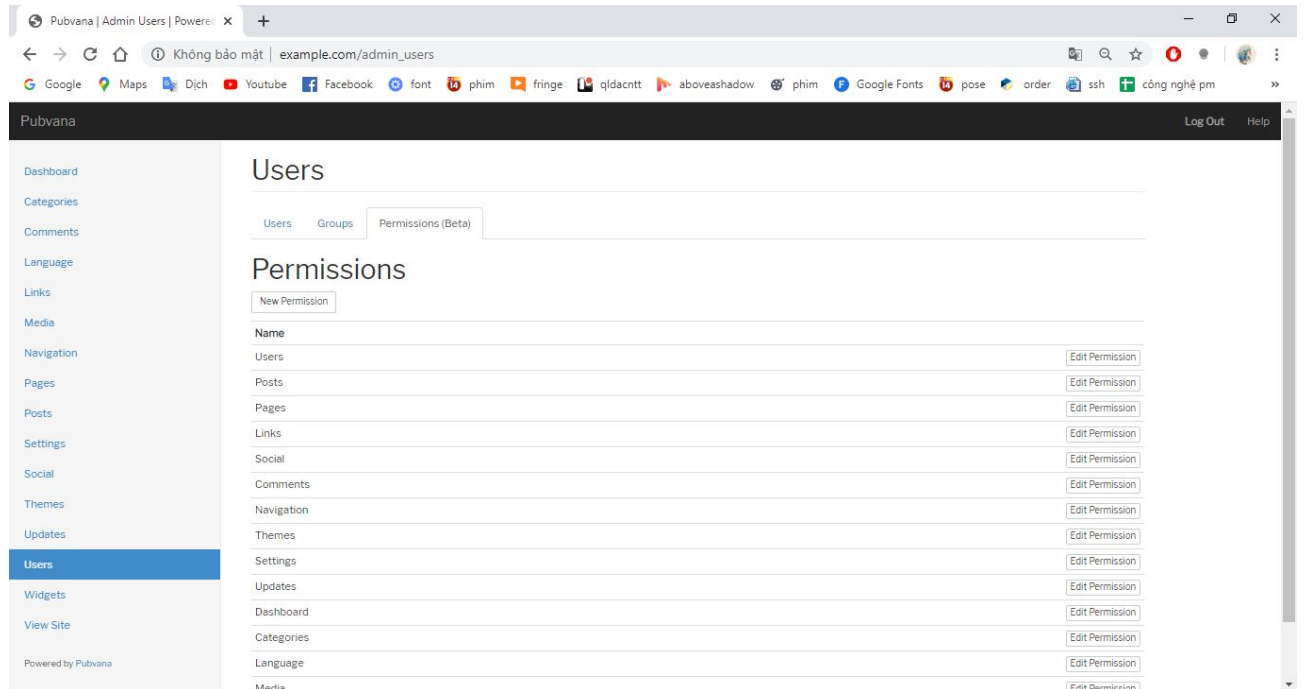 Pubvana | Admin Users | Powered
Không bảo mật | example.com/admin_users
Google Maps Dịch Youtube Facebook font phim fringe qldacntt aboveashadow phim Google Fonts pose order ssh công nghệ pm »
Pubvana Log Out Help
Dashboard
Categories
Comments
Language
Links
Media
Navigation
Pages
Posts
Settings
Social
Themes
Updates
Users
Widgets
View Site
Powered by Pubvana
Users
Users Groups Permissions (Beta)
Permissions
New Permission
Name
Users Edit Permission
Posts Edit Permission
Pages Edit Permission
Links Edit Permission
Social Edit Permission
Comments Edit Permission
Navigation Edit Permission
Themes Edit Permission
Settings Edit Permission
Updates Edit Permission
Dashboard Edit Permission
Categories Edit Permission
Language Edit Permission
Media Edit Permission